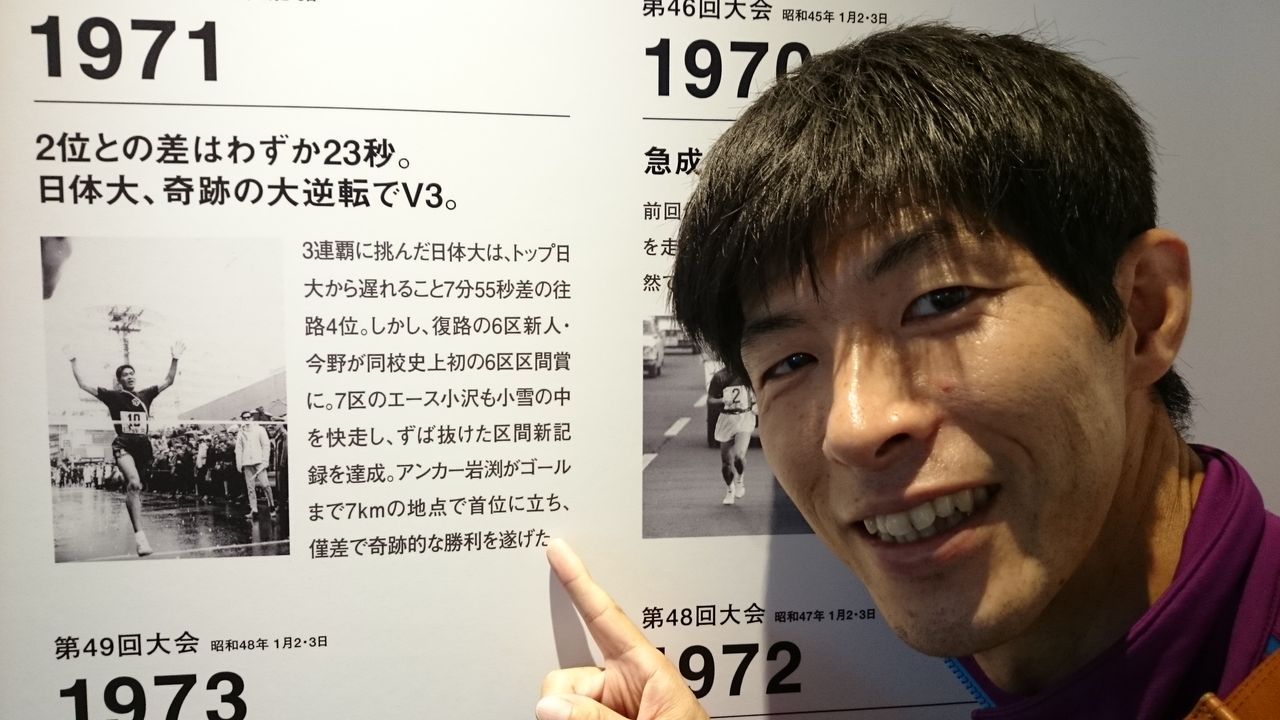 1971
2位との差はわずか23秒。
日体大、奇跡の大逆転でV3。
3連覇に挑んだ日体大は、トップ日
大から遅れること7分55秒差の往
路4位。しかし、復路の6区新人・
今野が同校史上初の6区区間賞
に。7区のエース小沢も小雪の中
を快走し、ずば抜けた区間新記
録を達成。アンカー岩渕がゴール
まで7kmの地点で首位に立ち、
僅差で奇跡的な勝利を遂げた
10
第46回大会 昭和45年 1月2・3日
1970
急成
前回
を走
然て
2
第49回大会 昭和48年 1月2・3日
1973
第48回大会 昭和47年 1月2・3日
1972